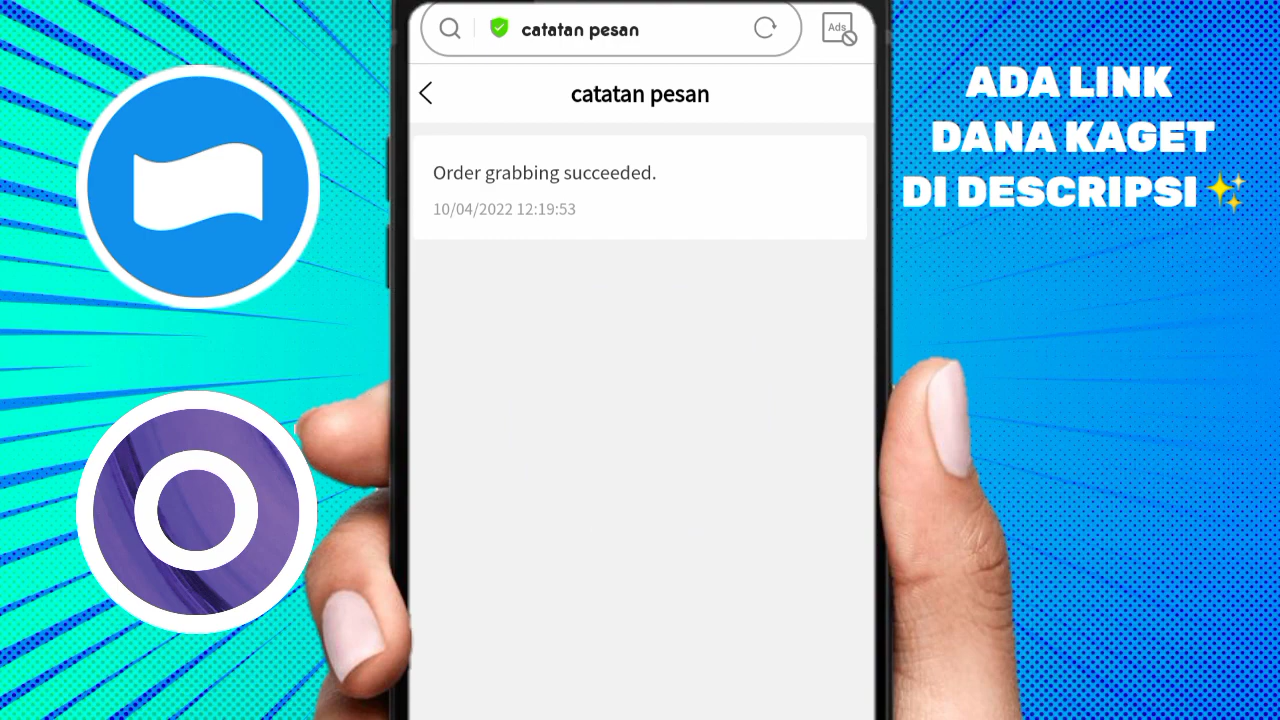 catatan pesan
Ads
catatan pesan
Order grabbing succeeded.
10/04/2022 12:19:53
ADA LINK
DANA KAGET
DI DESCRIPSI